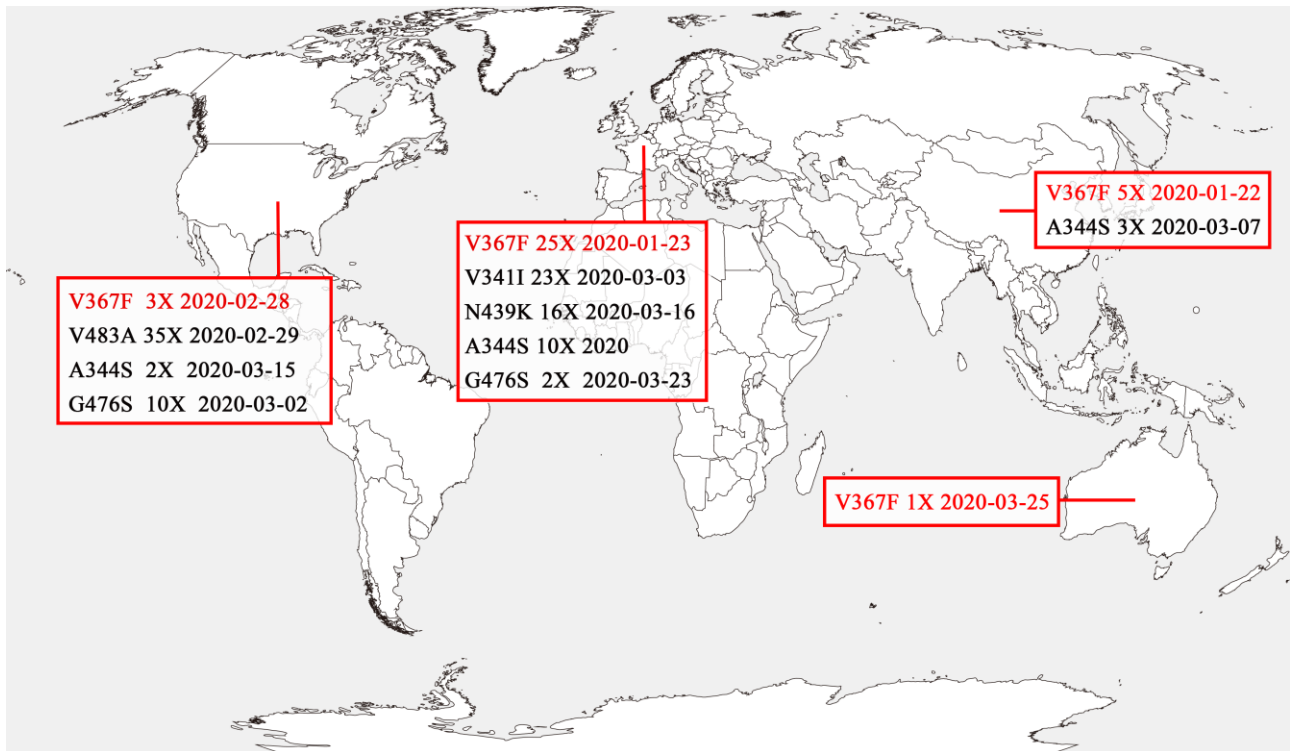 V367F 3X 2020-02-28
V483A 35X 2020-02-29
A344S 2X 2020-03-15
G476S 10X 2020-03-02
V367F 25X 2020-01-23
V341I 23X 2020-03-03
N439K 16X 2020-03-16
A344S 10X 2020
G476S 2X 2020-03-23
V367F 5X 2020-01-22
A344S 3X 2020-03-07
V367F 1X 2020-03-25